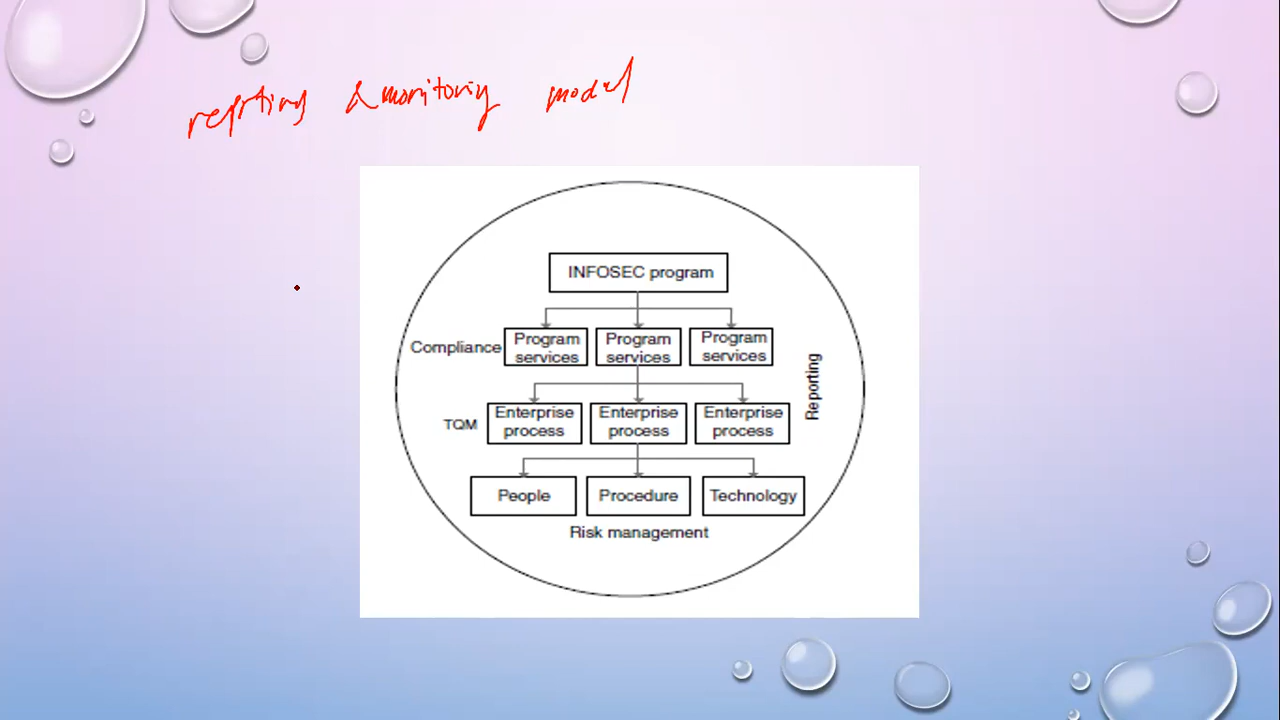 reporting & monitoring model
INFOSEC program
Compliance
Program services
Program services
Program services
Reporting
TQM
Enterprise process
Enterprise process
Enterprise process
People
Procedure
Technology
Risk management